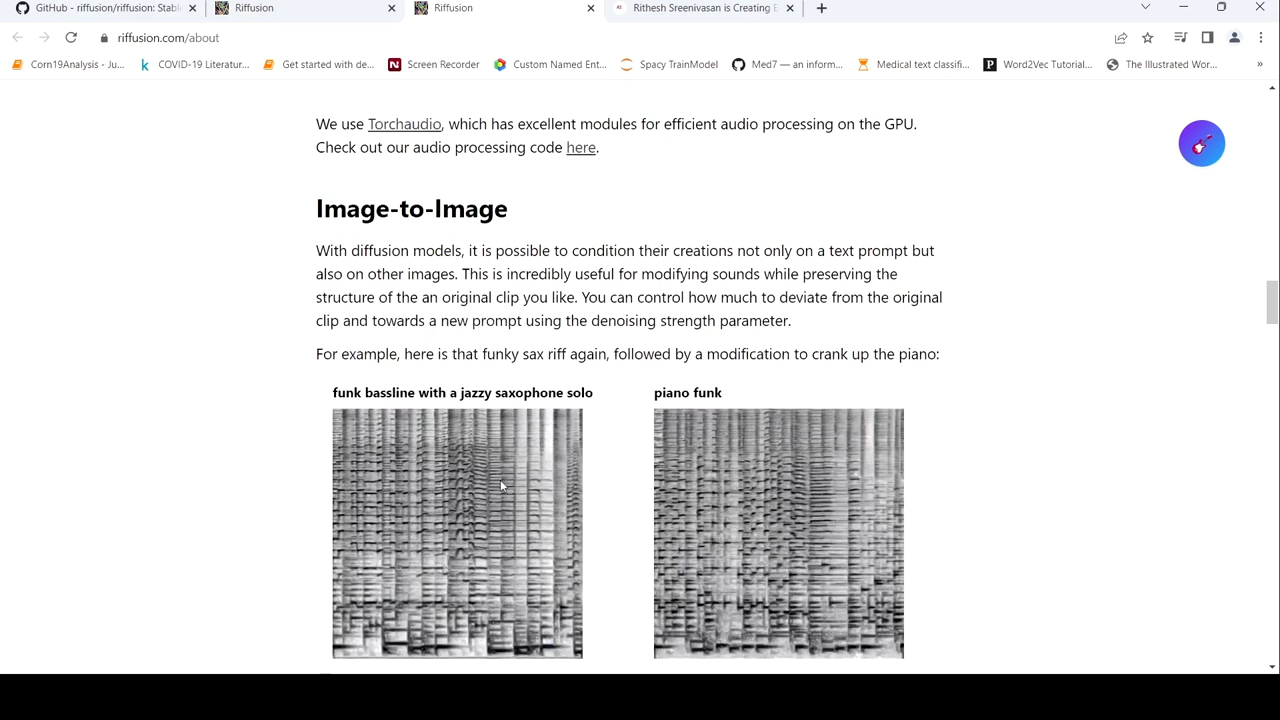 GitHub - riffusion/riffusion: Stabl
Riffusion
Riffusion
Rithesh Sreenivasan is Creating E
riffusion.com/about
Corn19Analysis - Ju...
COVID-19 Literatur...
Get started with de...
Screen Recorder
Custom Named Ent...
Spacy TrainModel
Med7 — an inform...
Medical text classifi...
Word2Vec Tutorial...
The Illustrated Wor...
We use Torchaudio, which has excellent modules for efficient audio processing on the GPU.
Check out our audio processing code here.
Image-to-Image
With diffusion models, it is possible to condition their creations not only on a text prompt but
also on other images. This is incredibly useful for modifying sounds while preserving the
structure of the an original clip you like. You can control how much to deviate from the original
clip and towards a new prompt using the denoising strength parameter.
For example, here is that funky sax riff again, followed by a modification to crank up the piano:
funk bassline with a jazzy saxophone solo
piano funk